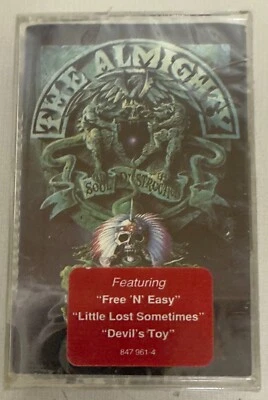 THE ALMIGHTY
SOUL DESTRUCTION
Featuring
"Free 'N' Easy"
"Little Lost Sometimes"
"Devil's Toy"
847 961-4